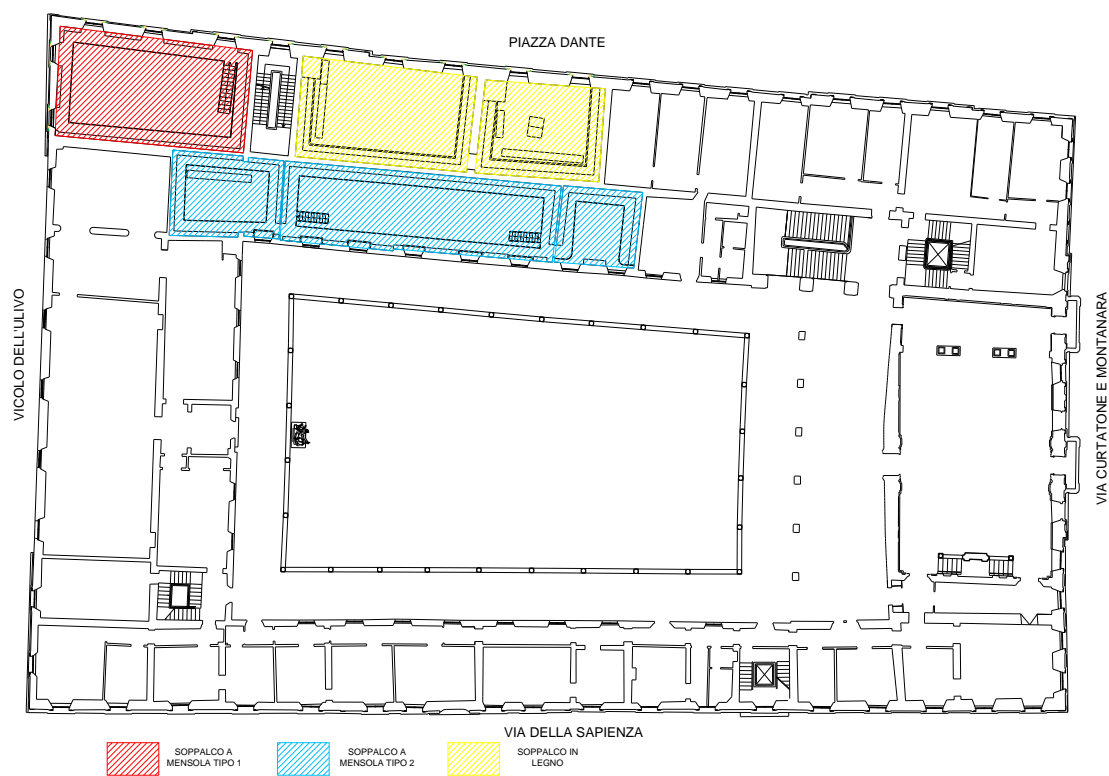 PIAZZA DANTE
VICOLO DELL'ULIVO
VIA CURTATONE E MONTANARA
VIA DELLA SAPIENZA
SOPPALCO A
MENSOLA TIPO 1
SOPPALCO A
MENSOLA TIPO 2
SOPPALCO IN
LEGNO